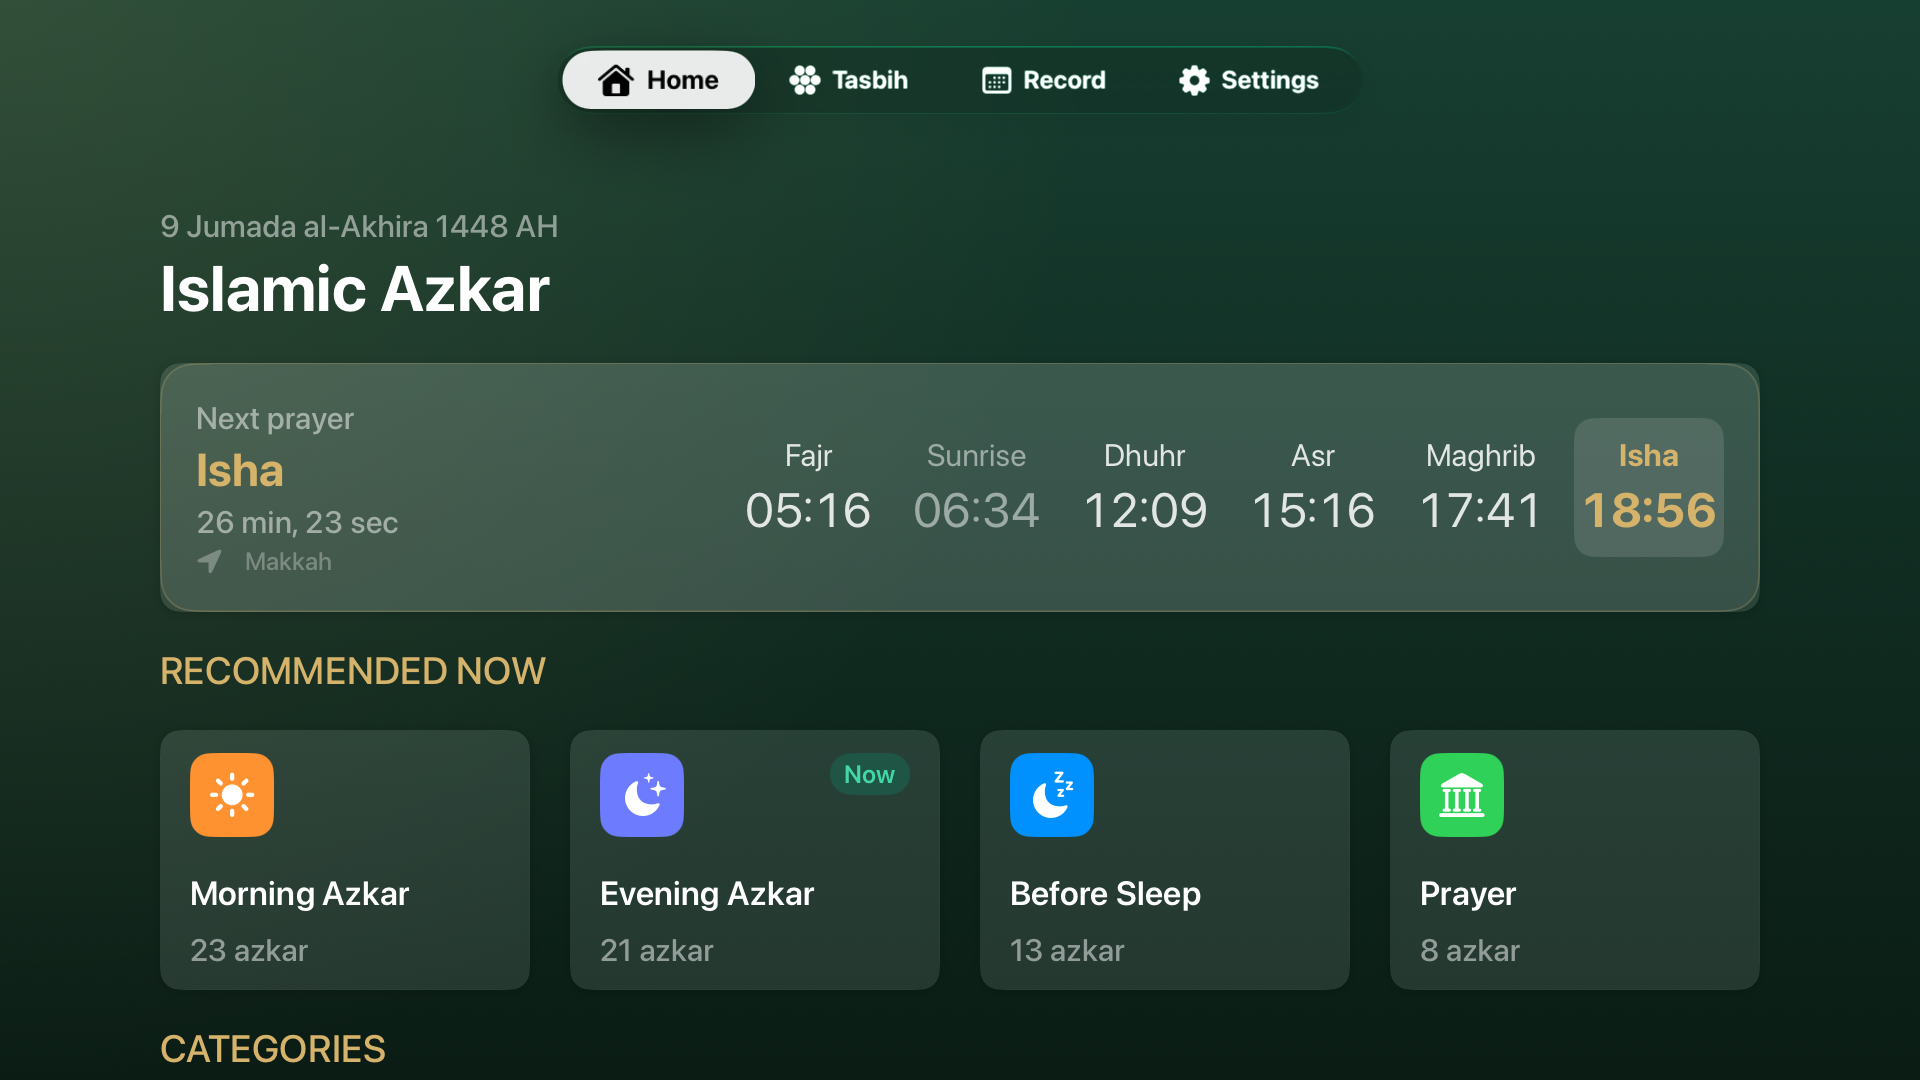 Home Tasbih Record Settings
9 Jumada al-Akhira 1448 AH
Islamic Azkar
Next prayer
Isha
26 min, 23 sec
Makkah
Fajr Sunrise Dhuhr Asr Maghrib Isha
05:16 06:34 12:09 15:16 17:41 18:56
RECOMMENDED NOW
Now
Morning Azkar Evening Azkar Before Sleep Prayer
23 azkar 21 azkar 13 azkar 8 azkar
CATEGORIES